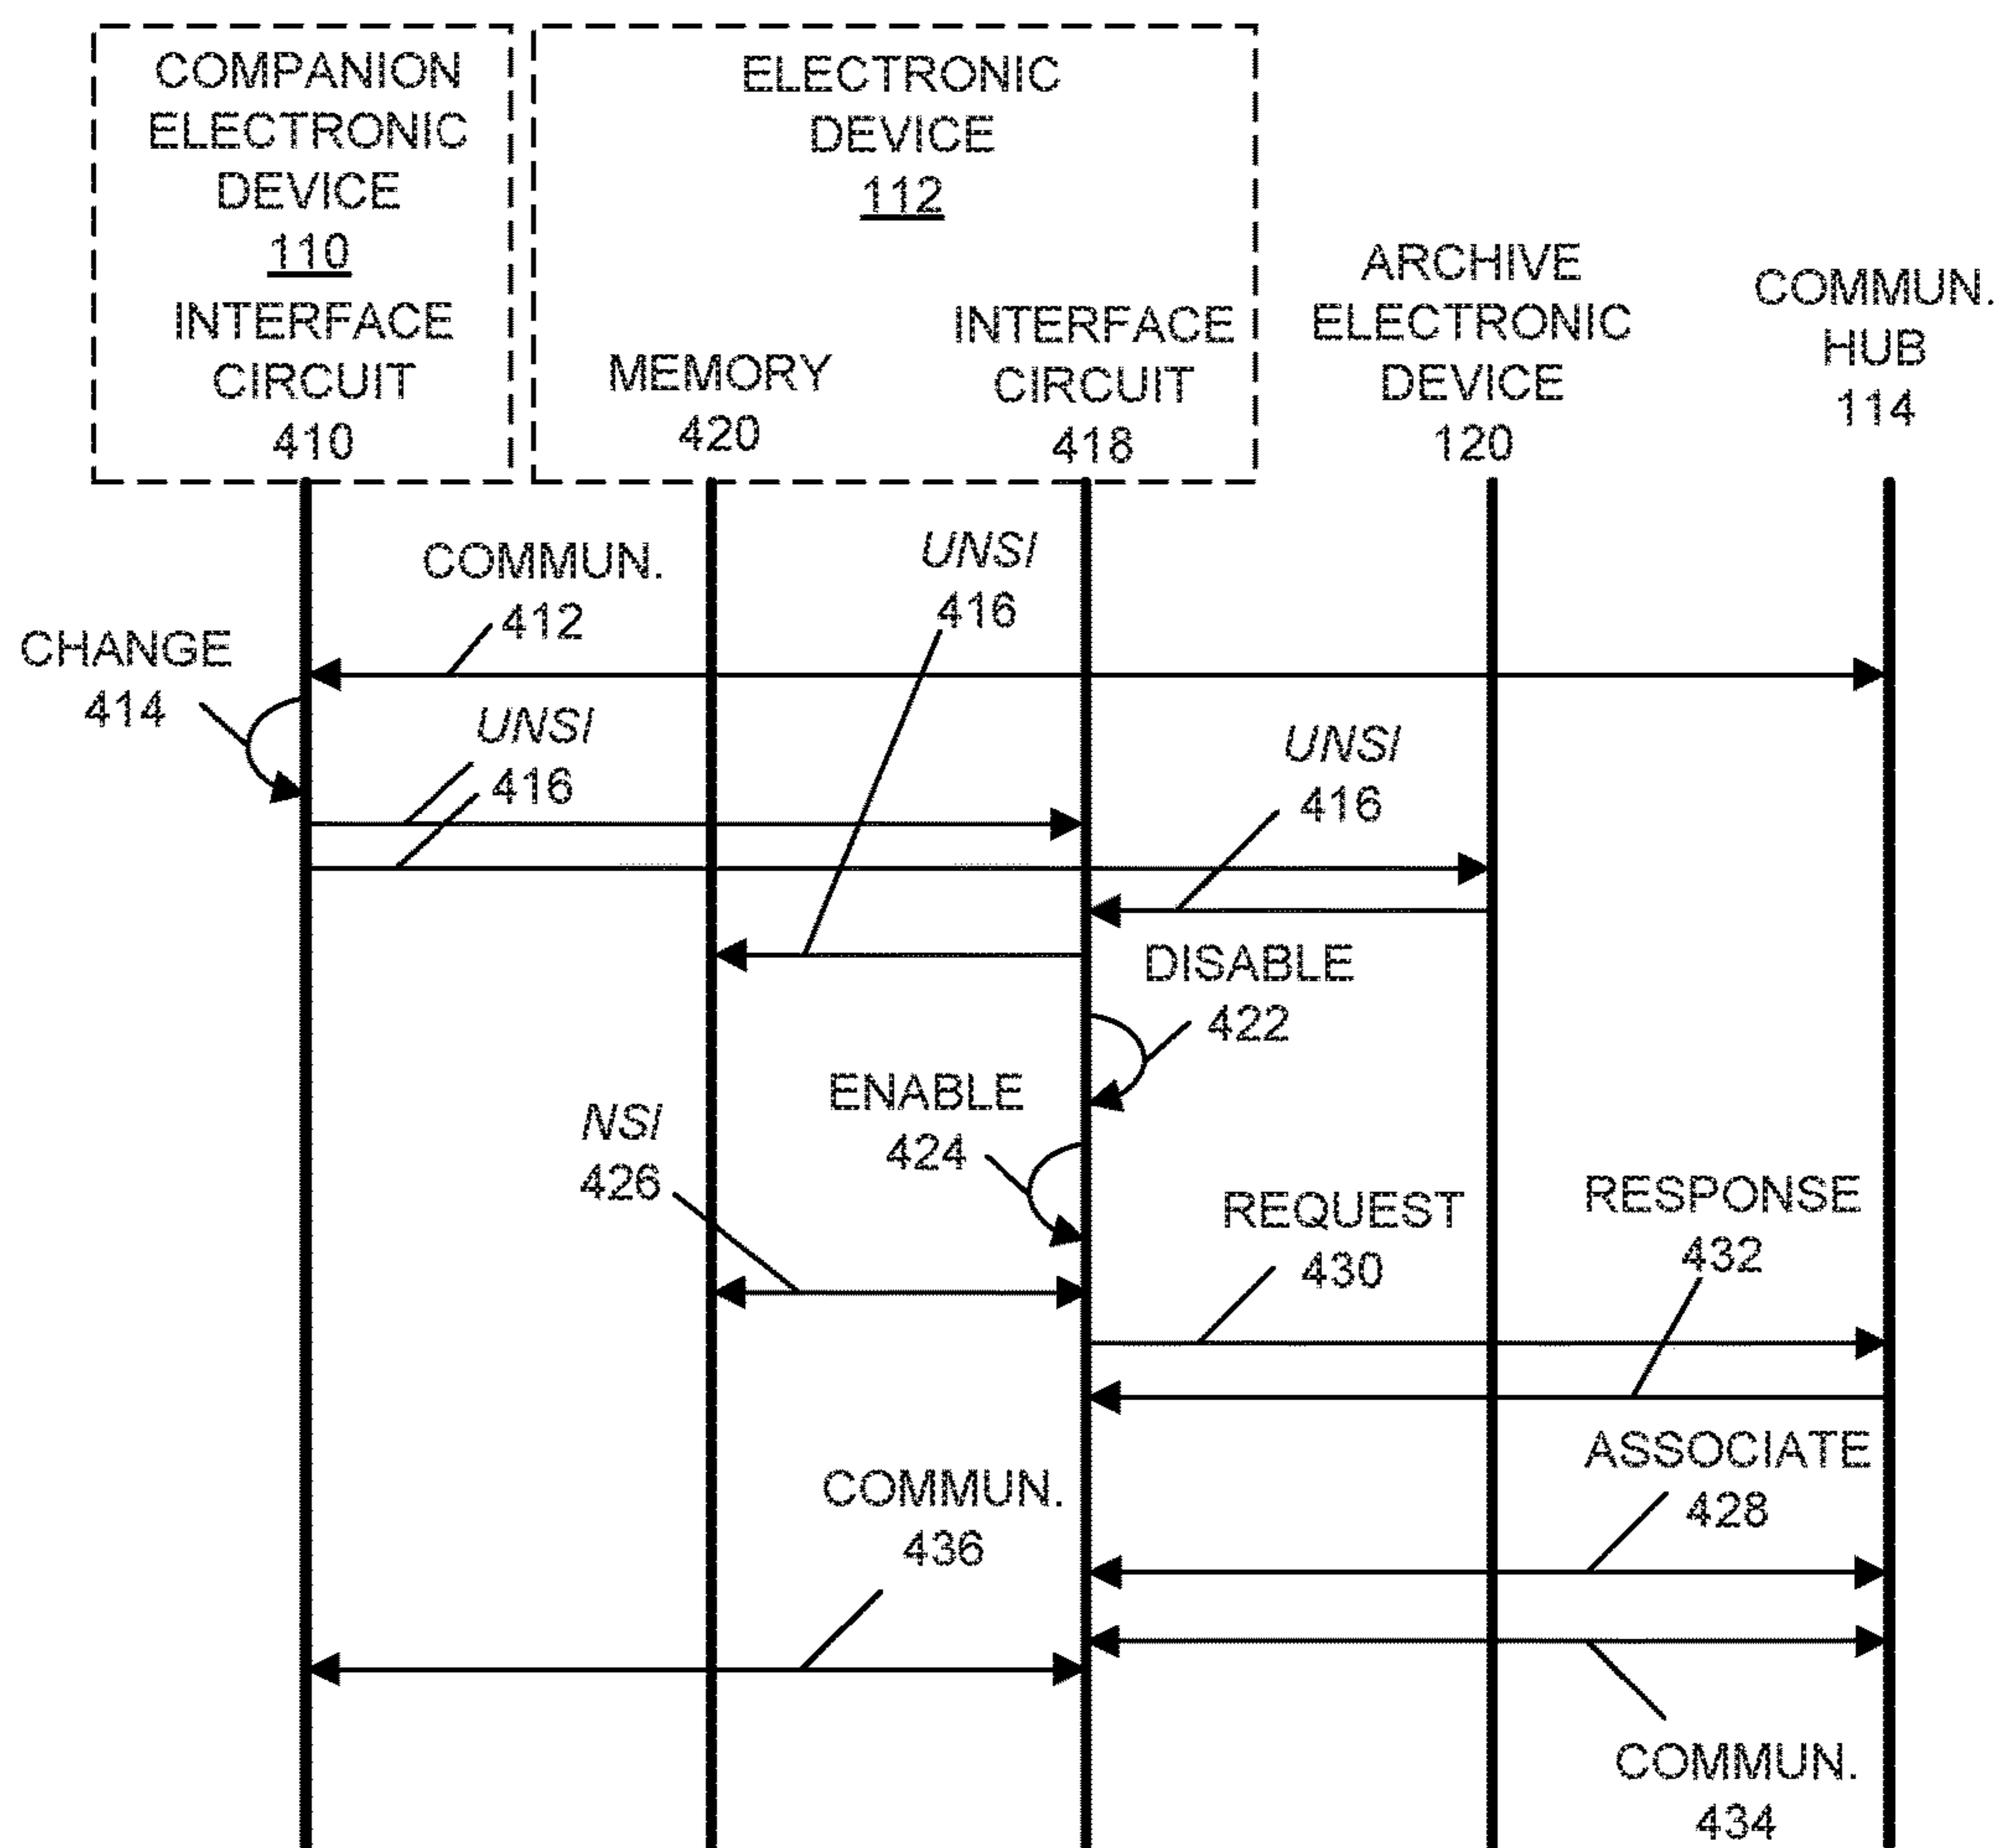 COMPANION
ELECTRONIC
DEVICE
110
INTERFACE
CIRCUIT
410
ELECTRONIC
DEVICE
112
MEMORY
420
INTERFACE
CIRCUIT
418
ARCHIVE
ELECTRONIC
DEVICE
120
COMMUN.
HUB
114
COMMUN.
412
UNSI
416
CHANGE
414
UNSI
416
UNSI
416
DISABLE
422
ENABLE
424
NSI
426
REQUEST
430
RESPONSE
432
ASSOCIATE
428
COMMUN.
436
COMMUN.
434